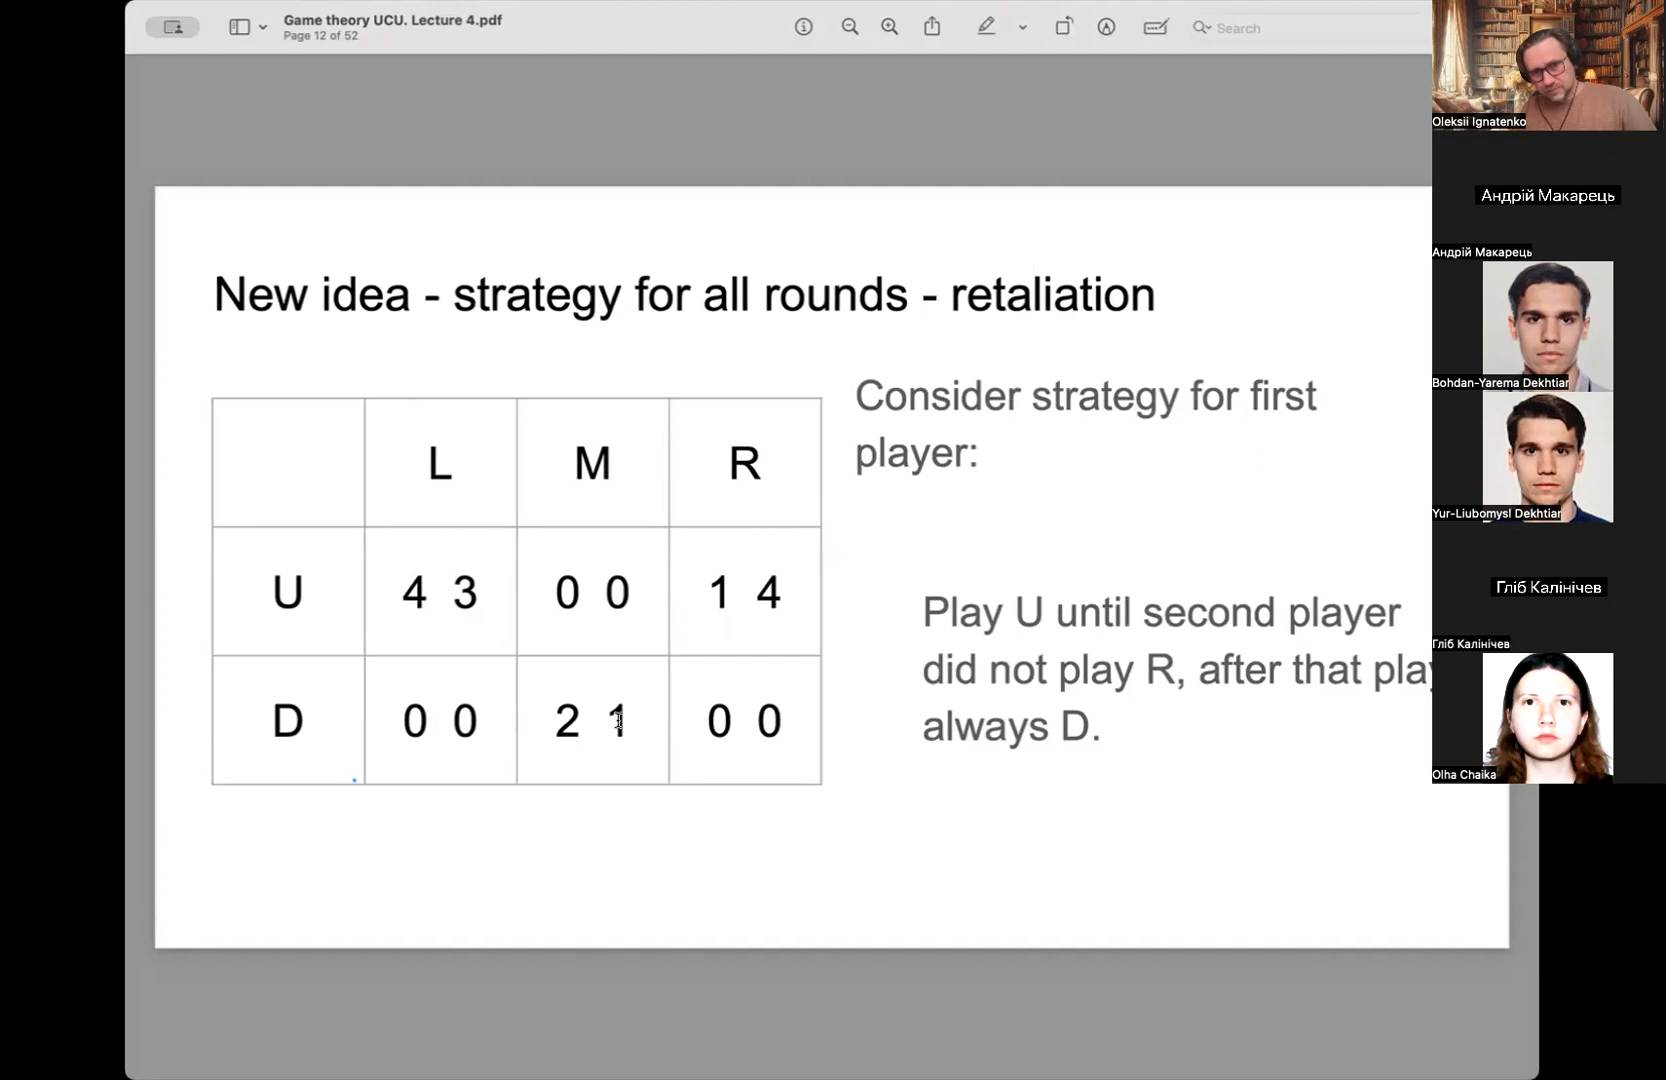 Game theory UCU. Lecture 4.pdf
Page 12 of 52
Search
New idea - strategy for all rounds - retaliation
L M R
U 4 3 0 0 1 4
D 0 0 2 1 0 0
Consider strategy for first
player:
Play U until second player
did not play R, after that play
always D.
Oleksii Ignatenko
Андрій Макарець
Андрій Макарець
Bohdan-Yarema Dekhtiar
Yur-Liubomysl Dekhtiar
Гліб Калінічев
Гліб Калінічев
Olha Chaika